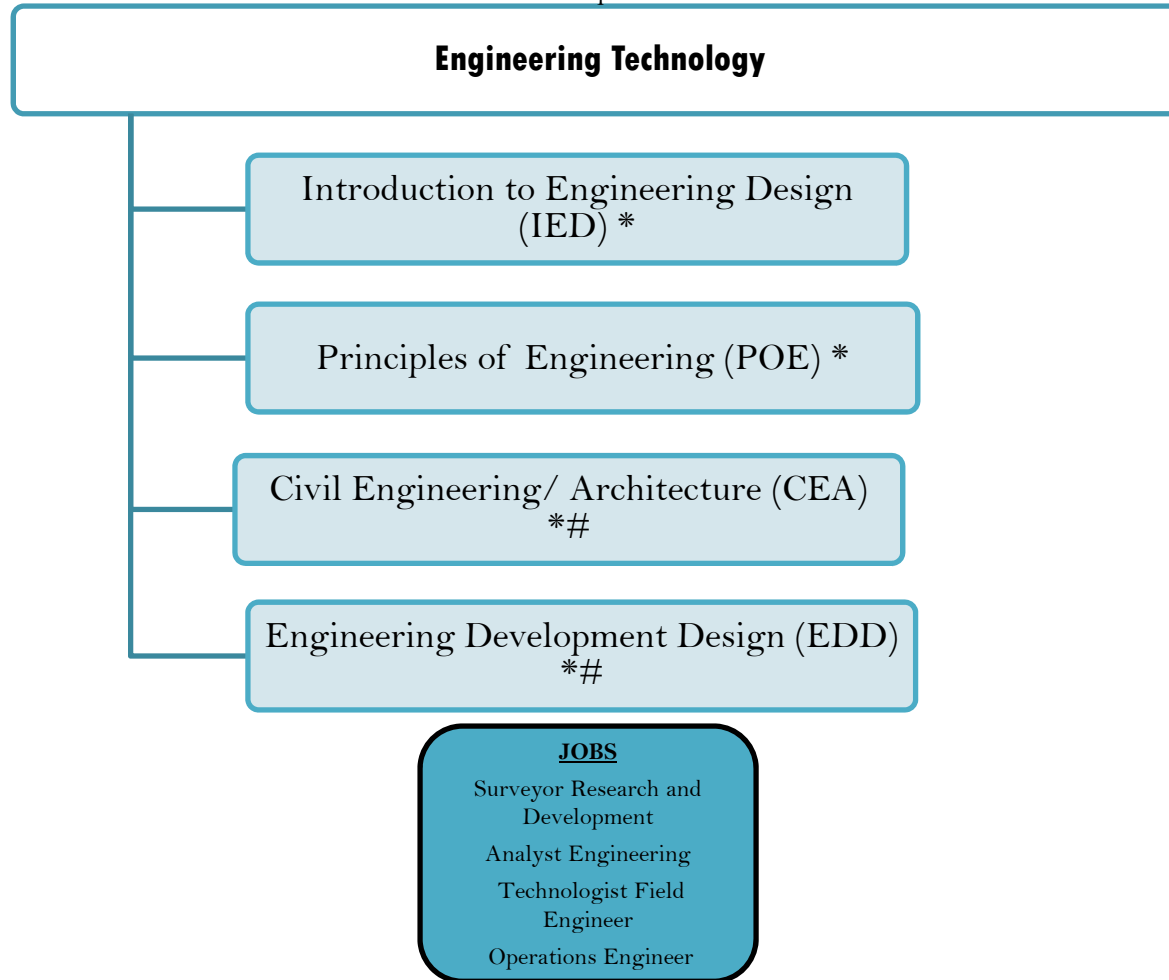 Engineering Technology
Introduction to Engineering Design
(IED) *
Principles of Engineering (POE) *
Civil Engineering/ Architecture (CEA)
*#
Engineering Development Design (EDD)
*#
JOBS
Surveyor Research and
Development
Analyst Engineering
Technologist Field
Engineer
Operations Engineer